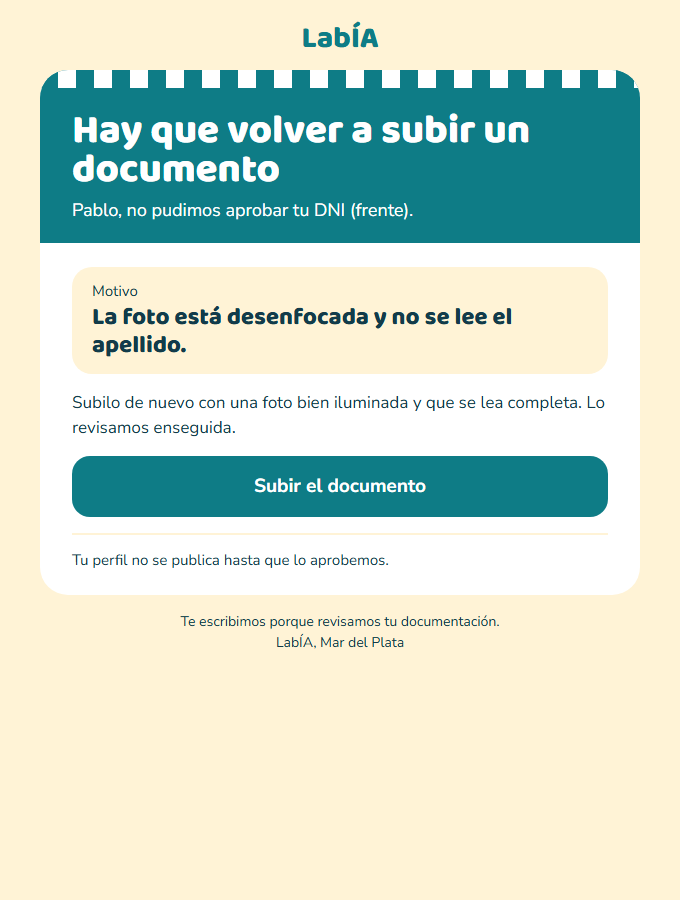 LabÍA
Hay que volver a subir un
documento
Pablo, no pudimos aprobar tu DNI (frente).
Motivo
La foto está desenfocada y no se lee el
apellido.
Subilo de nuevo con una foto bien iluminada y que se lea completa. Lo
revisamos enseguida.
Subir el documento
Tu perfil no se publica hasta que lo aprobemos.
Te escribimos porque revisamos tu documentación.
LabÍA, Mar del Plata